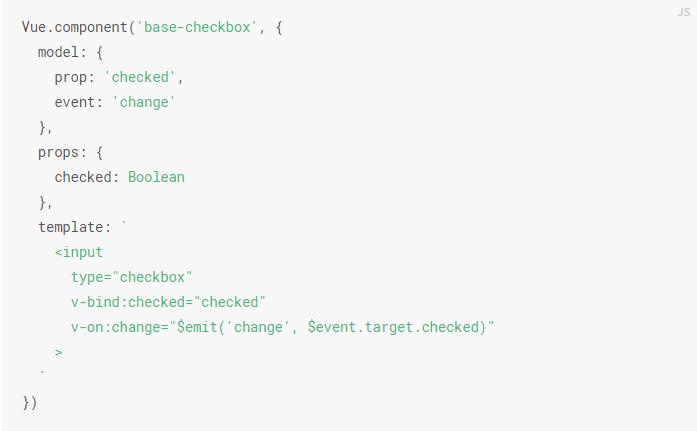 JS
Vue.component('base-checkbox', {
  model: {
    prop: 'checked',
    event: 'change'
  },
  props: {
    checked: Boolean
  },
  template: `
    <input
      type="checkbox"
      v-bind:checked="checked"
      v-on:change="$emit('change', $event.target.checked)"
    >
  `
})